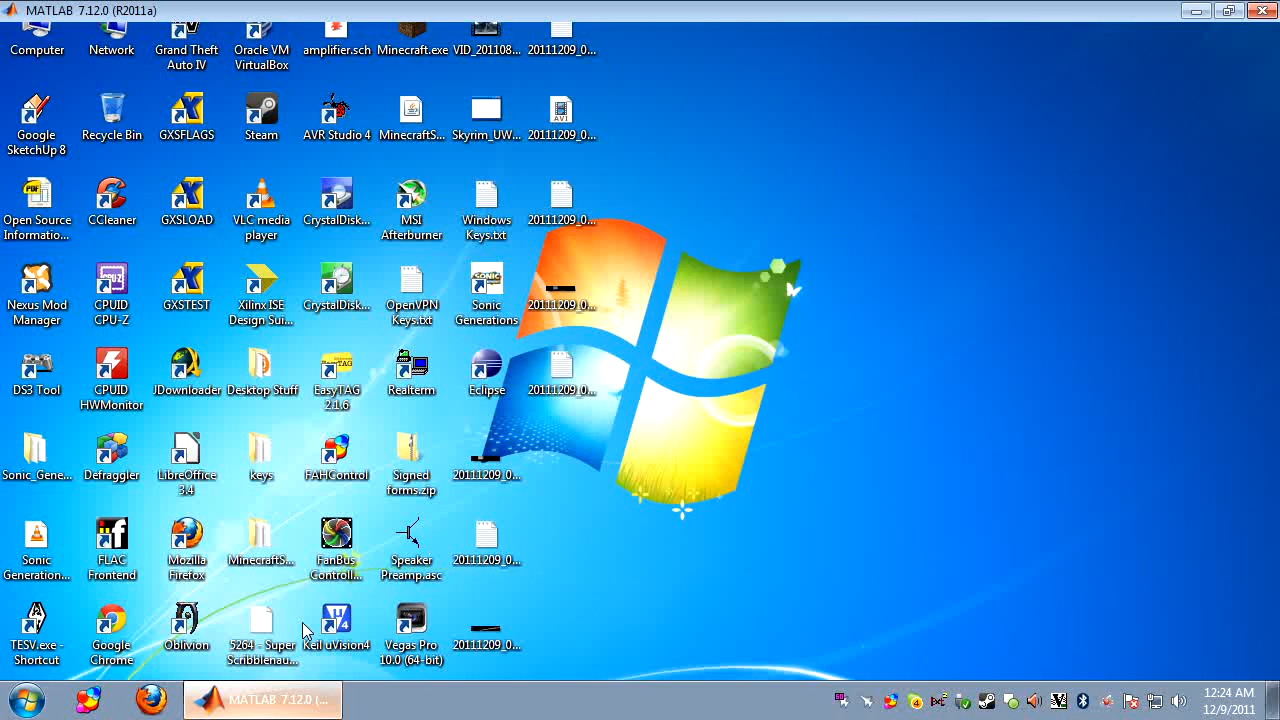 MATLAB 7.12.0 (R2011a)
Computer
Network
Grand Theft
Auto IV
Oracle VM
VirtualBox
amplifier.sch
Minecraft.exe
VID_201108...
20111209_0...
Google
SketchUp 8
Recycle Bin
GXSFLAGS
Steam
AVR Studio 4
MinecraftS...
Skyrim_UW...
AVI
20111209_0...
PDF
Open Source
Informatio...
CCleaner
GXSLOAD
VLC media
player
CrystalDisk...
MSI
Afterburner
Windows
Keys.txt
20111209_0...
Nexus Mod
Manager
CPUID
CPU-Z
GXSTEST
Xilinx ISE
Design Sui...
CrystalDisk...
OpenVPN
Keys.txt
SONIC
Sonic
Generations
20111209_0...
DS3 Tool
CPUID
HWMonitor
JDownloader
Desktop Stuff
EasyTAG
2.1.6
Realterm
Eclipse
20111209_0...
Sonic_Gene...
Defraggler
LibreOffice
3.4
keys
FAHControl
Signed
forms.zip
20111209_0...
Sonic
Generation...
FLAC
Frontend
Mozilla
Firefox
MinecraftS...
FanBus
Controll...
Speaker
Preamp.asc
20111209_0...
TESV.exe -
Shortcut
Google
Chrome
Oblivion
5264 - Super
Scribblenau...
Keil uVision4
Vegas Pro
10.0 (64-bit)
20111209_0...
MATLAB 7.12.0 (...
12:24 AM
12/9/2011